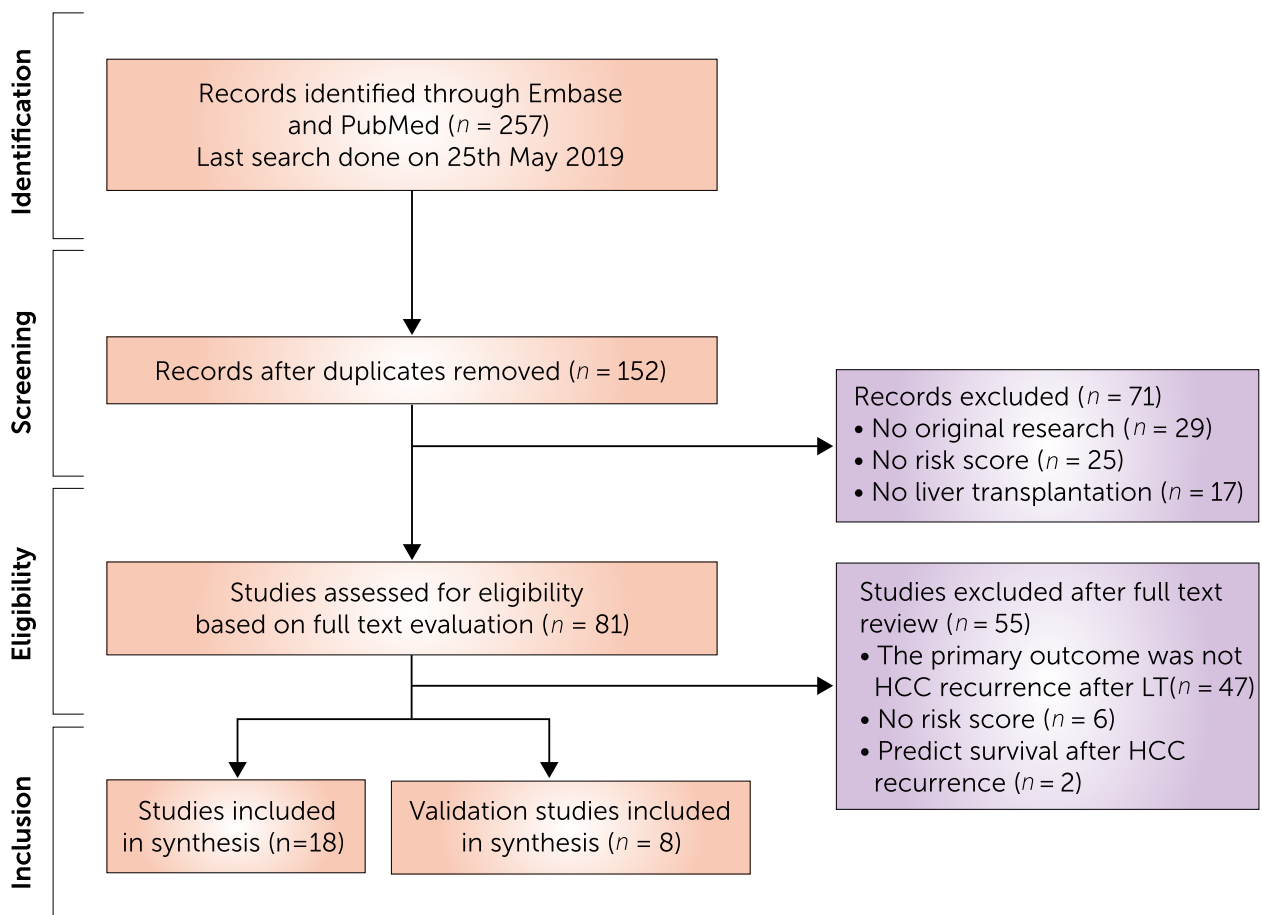 Identification
Records identified through Embase
and PubMed (n = 257)
Last search done on 25th May 2019
Screening
Records after duplicates removed (n = 152)
Records excluded (n = 71)
• No original research (n = 29)
• No risk score (n = 25)
• No liver transplantation (n = 17)
Eligibility
Studies assessed for eligibility
based on full text evaluation (n = 81)
Studies excluded after full text
review (n = 55)
• The primary outcome was not
HCC recurrence after LT(n = 47)
• No risk score (n = 6)
• Predict survival after HCC
recurrence (n = 2)
Inclusion
Studies included
in synthesis (n=18)
Validation studies included
in synthesis (n = 8)